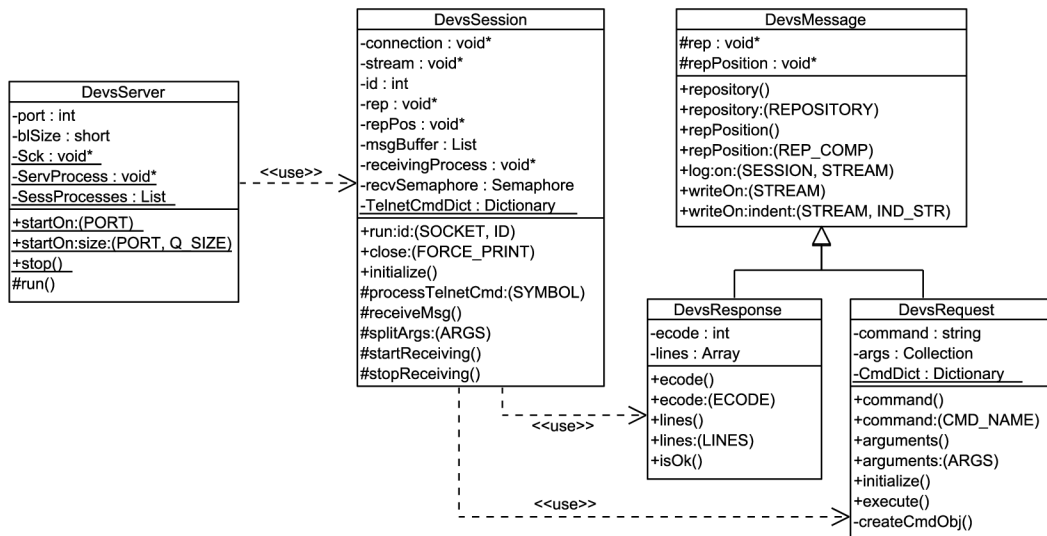 DevsServer
-port : int
-blSize : short
-Sck : void*
-ServProcess : void*
-SessProcesses : List
+startOn:(PORT)
+startOn:size:(PORT, Q_SIZE)
+stop()
#run()
<<use>>
DevsSession
-connection : void*
-stream : void*
-id : int
-rep : void*
-repPos : void*
-msgBuffer : List
-receivingProcess : void*
-recvSemaphore : Semaphore
-TelnetCmdDict : Dictionary
+run:id:(SOCKET, ID)
+close:(FORCE_PRINT)
+initialize()
#processTelnetCmd:(SYMBOL)
#receiveMsg()
#splitArgs:(ARGS)
#startReceiving()
#stopReceiving()
DevsMessage
#rep : void*
#repPosition : void*
+repository()
+repository:(REPOSITORY)
+repPosition()
+repPosition:(REP_COMP)
+log:on:(SESSION, STREAM)
+writeOn:(STREAM)
+writeOn:indent:(STREAM, IND_STR)
<<use>>
DevsResponse
-ecode : int
-lines : Array
+ecode()
+ecode:(ECODE)
+lines()
+lines:(LINES)
+isOk()
<<use>>
DevsRequest
-command : string
-args : Collection
-CmdDict : Dictionary
+command()
+command:(CMD_NAME)
+arguments()
+arguments:(ARGS)
+initialize()
+execute()
-createCmdObj()